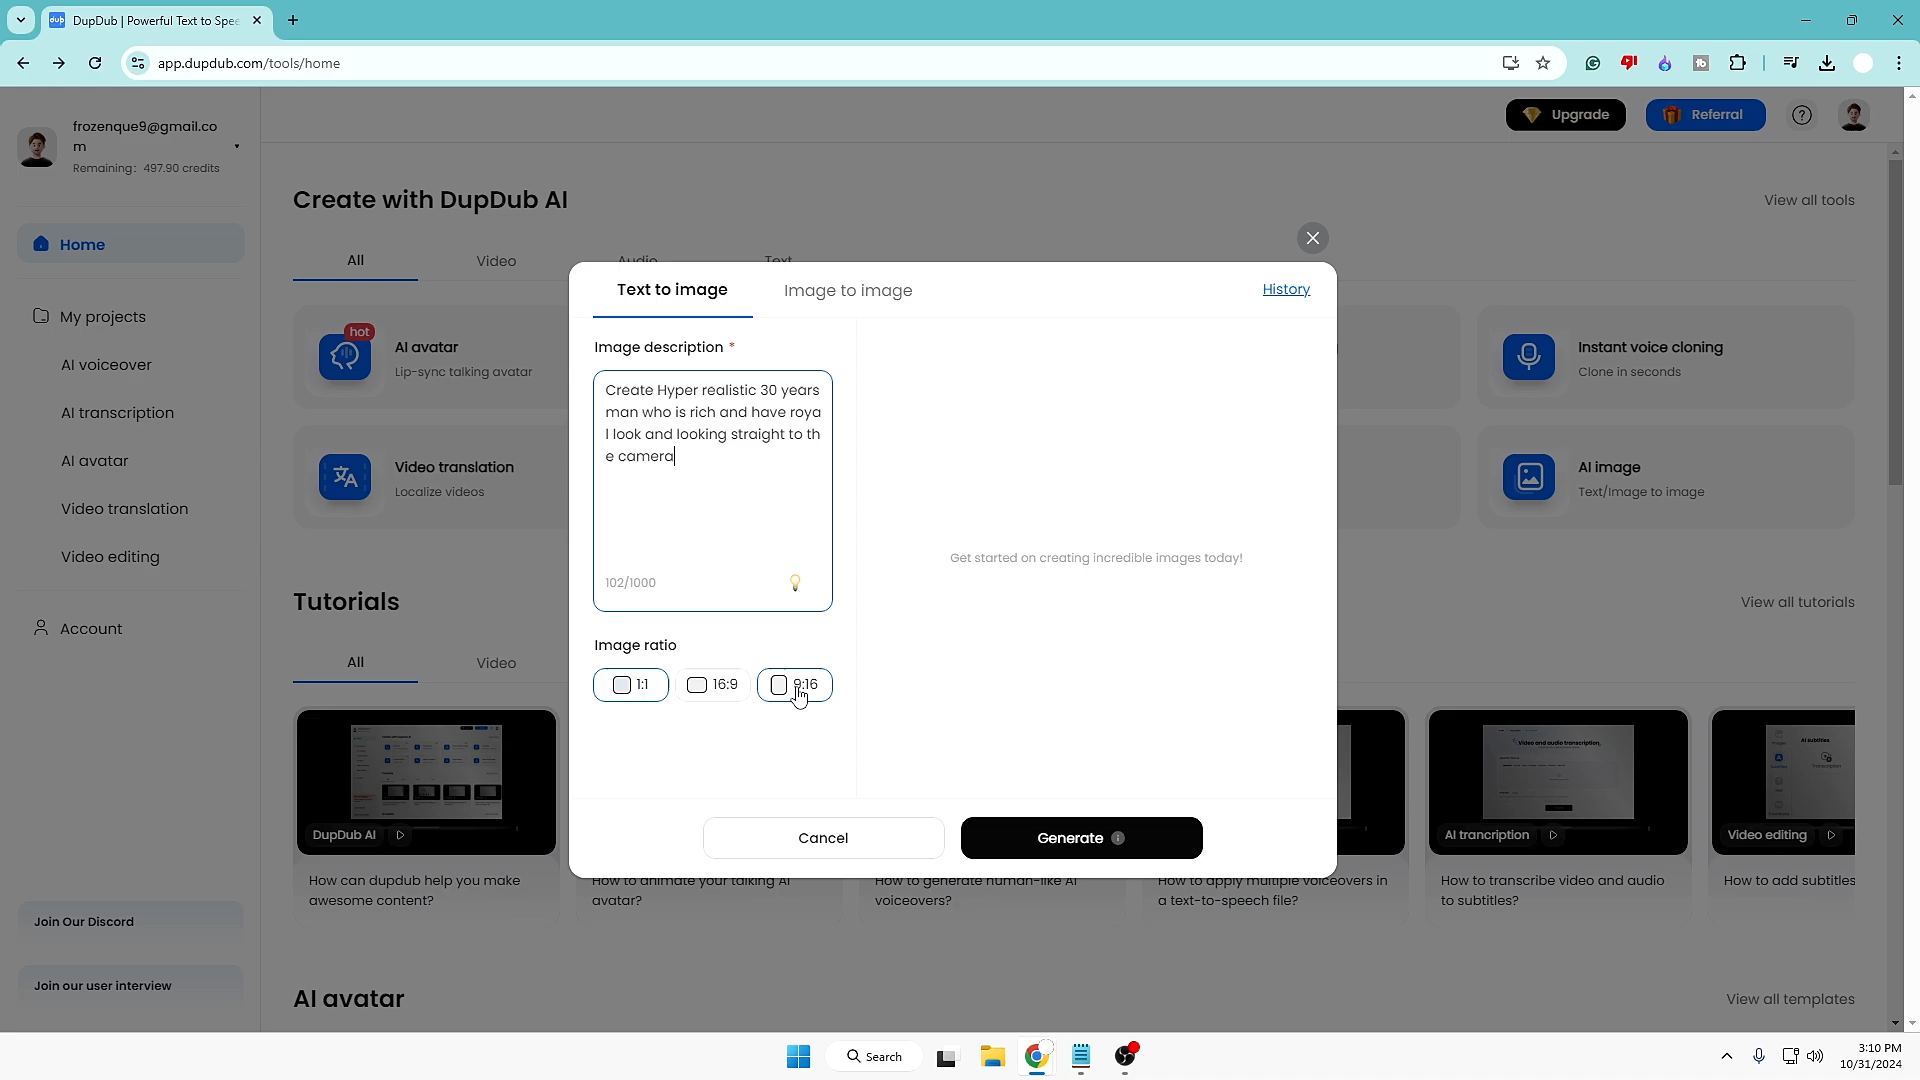 dub DupDub | Powerful Text to Spee
app.dupdub.com/tools/home
frozenque9@gmail.co
m
Remaining: 497.90 credits
Upgrade
Referral
Home
My projects
AI voiceover
AI transcription
AI avatar
Video translation
Video editing
Account
Join Our Discord
Join our user interview
Create with DupDub AI
View all tools
All
Video
Audio
Text
hot
AI avatar
Lip-sync talking avatar
Instant voice cloning
Clone in seconds
Video translation
Localize videos
AI image
Text/Image to image
Text to image
Image to image
History
Image description *
Create Hyper realistic 30 years
man who is rich and have roya
l look and looking straight to th
e camera
102/1000
Image ratio
1:1
16:9
9:16
Get started on creating incredible images today!
Cancel
Generate
Tutorials
View all tutorials
All
Video
DupDub AI
AI trancription
Video editing
How can dupdub help you make
awesome content?
How to animate your talking AI
avatar?
How to generate human-like AI
voiceovers?
How to apply multiple voiceovers in
a text-to-speech file?
How to transcribe video and audio
to subtitles?
How to add subtitles
AI avatar
View all templates
Search
3:10 PM
10/31/2024